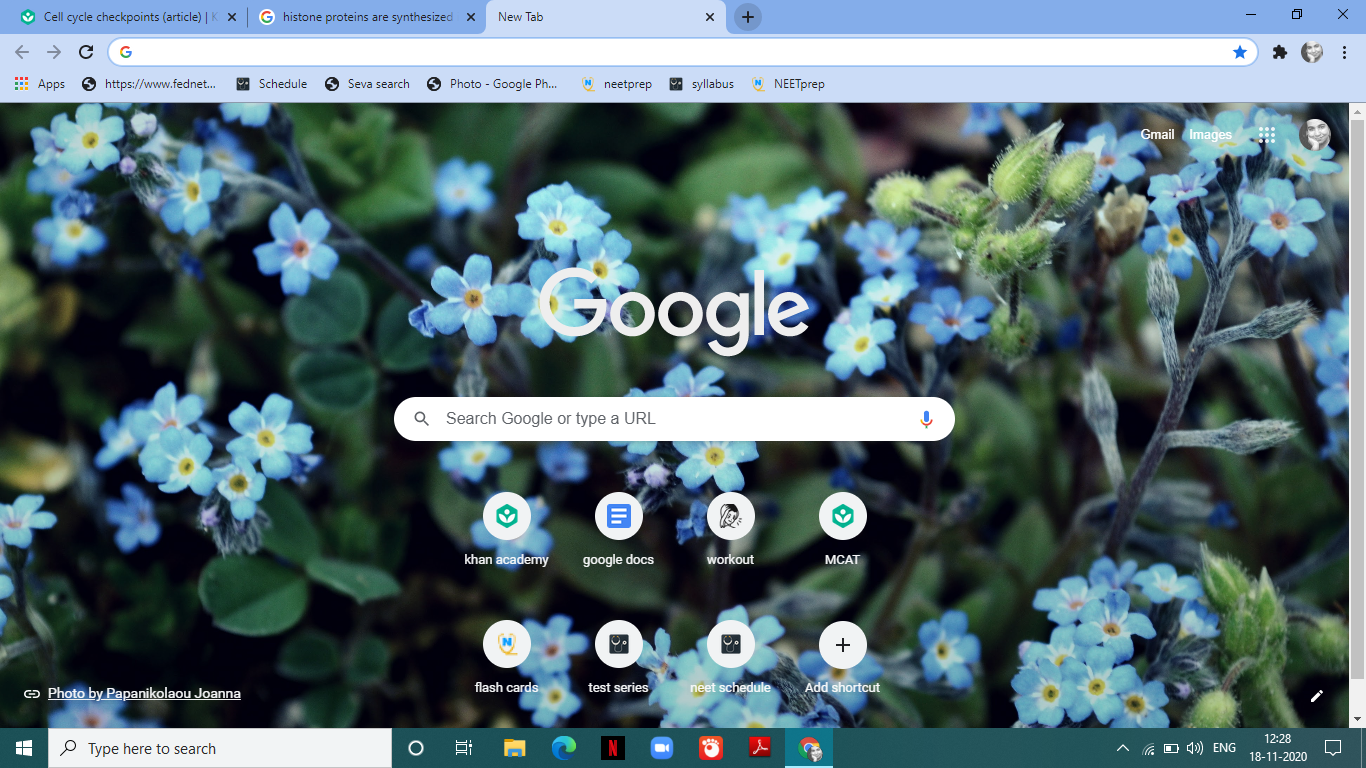 Cell cycle checkpoints (article) | K
histone proteins are synthesized
New Tab
Apps
https://www.fednet...
Schedule
Seva search
Photo - Google Ph...
neetprep
syllabus
NEETprep
Gmail
Images
Google
Search Google or type a URL
khan academy
google docs
workout
MCAT
flash cards
test series
neet schedule
Add shortcut
Photo by Papanikolaou Joanna
Type here to search
ENG
12:28
18-11-2020